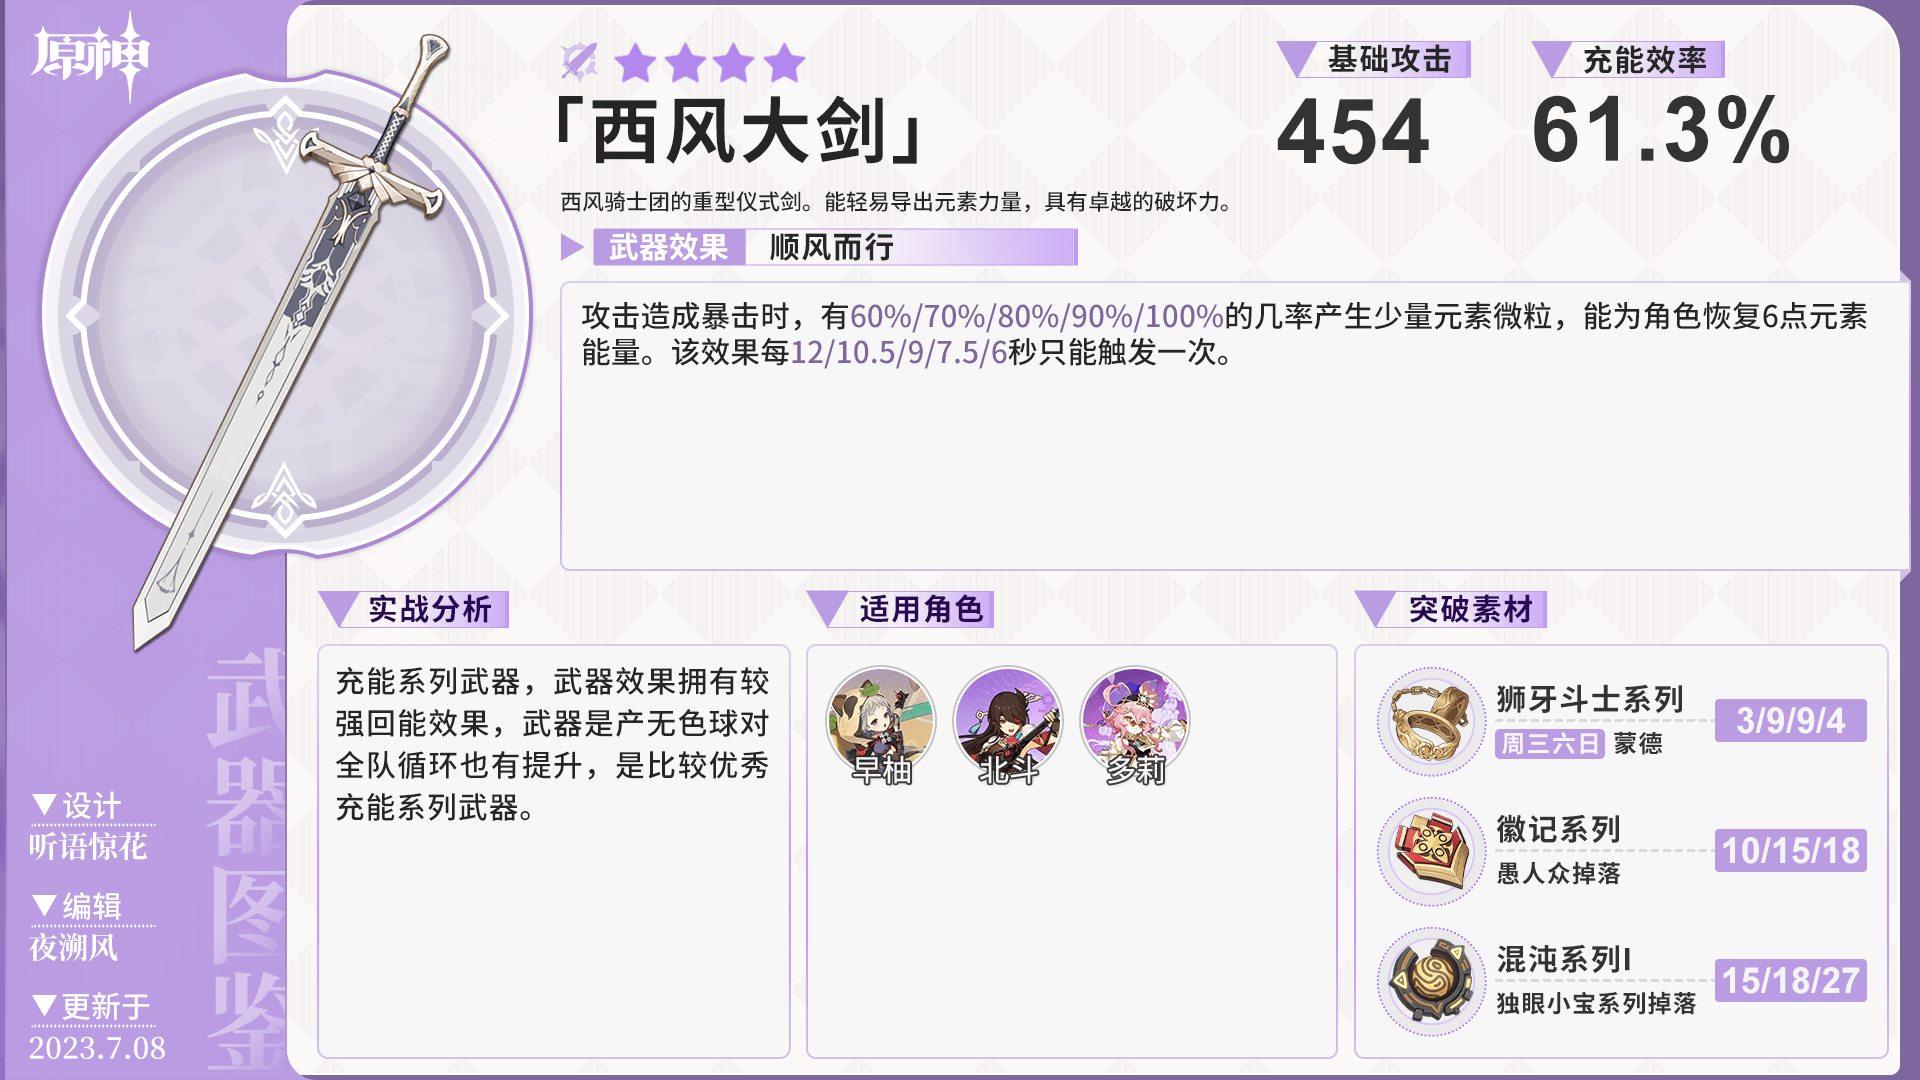 原神
「西风大剑」
西风骑士团的重型仪式剑。能轻易导出元素力量，具有卓越的破坏力。
基础攻击
454
充能效率
61.3%
武器效果 顺风而行
攻击造成暴击时，有60%/70%/80%/90%/100%的几率产生少量元素微粒，能为角色恢复6点元素
能量。该效果每12/10.5/9/7.5/6秒只能触发一次。
实战分析
充能系列武器，武器效果拥有较
强回能效果，武器是产无色球对
全队循环也有提升，是比较优秀
充能系列武器。
适用角色
早柚
北斗
多莉
突破素材
狮牙斗士系列
周三六日 蒙德
3/9/9/4
徽记系列
愚人众掉落
10/15/18
混沌系列I
独眼小宝系列掉落
15/18/27
武器图鉴
▼设计
听语惊花
▼编辑
夜溯风
▼更新于
2023.7.08